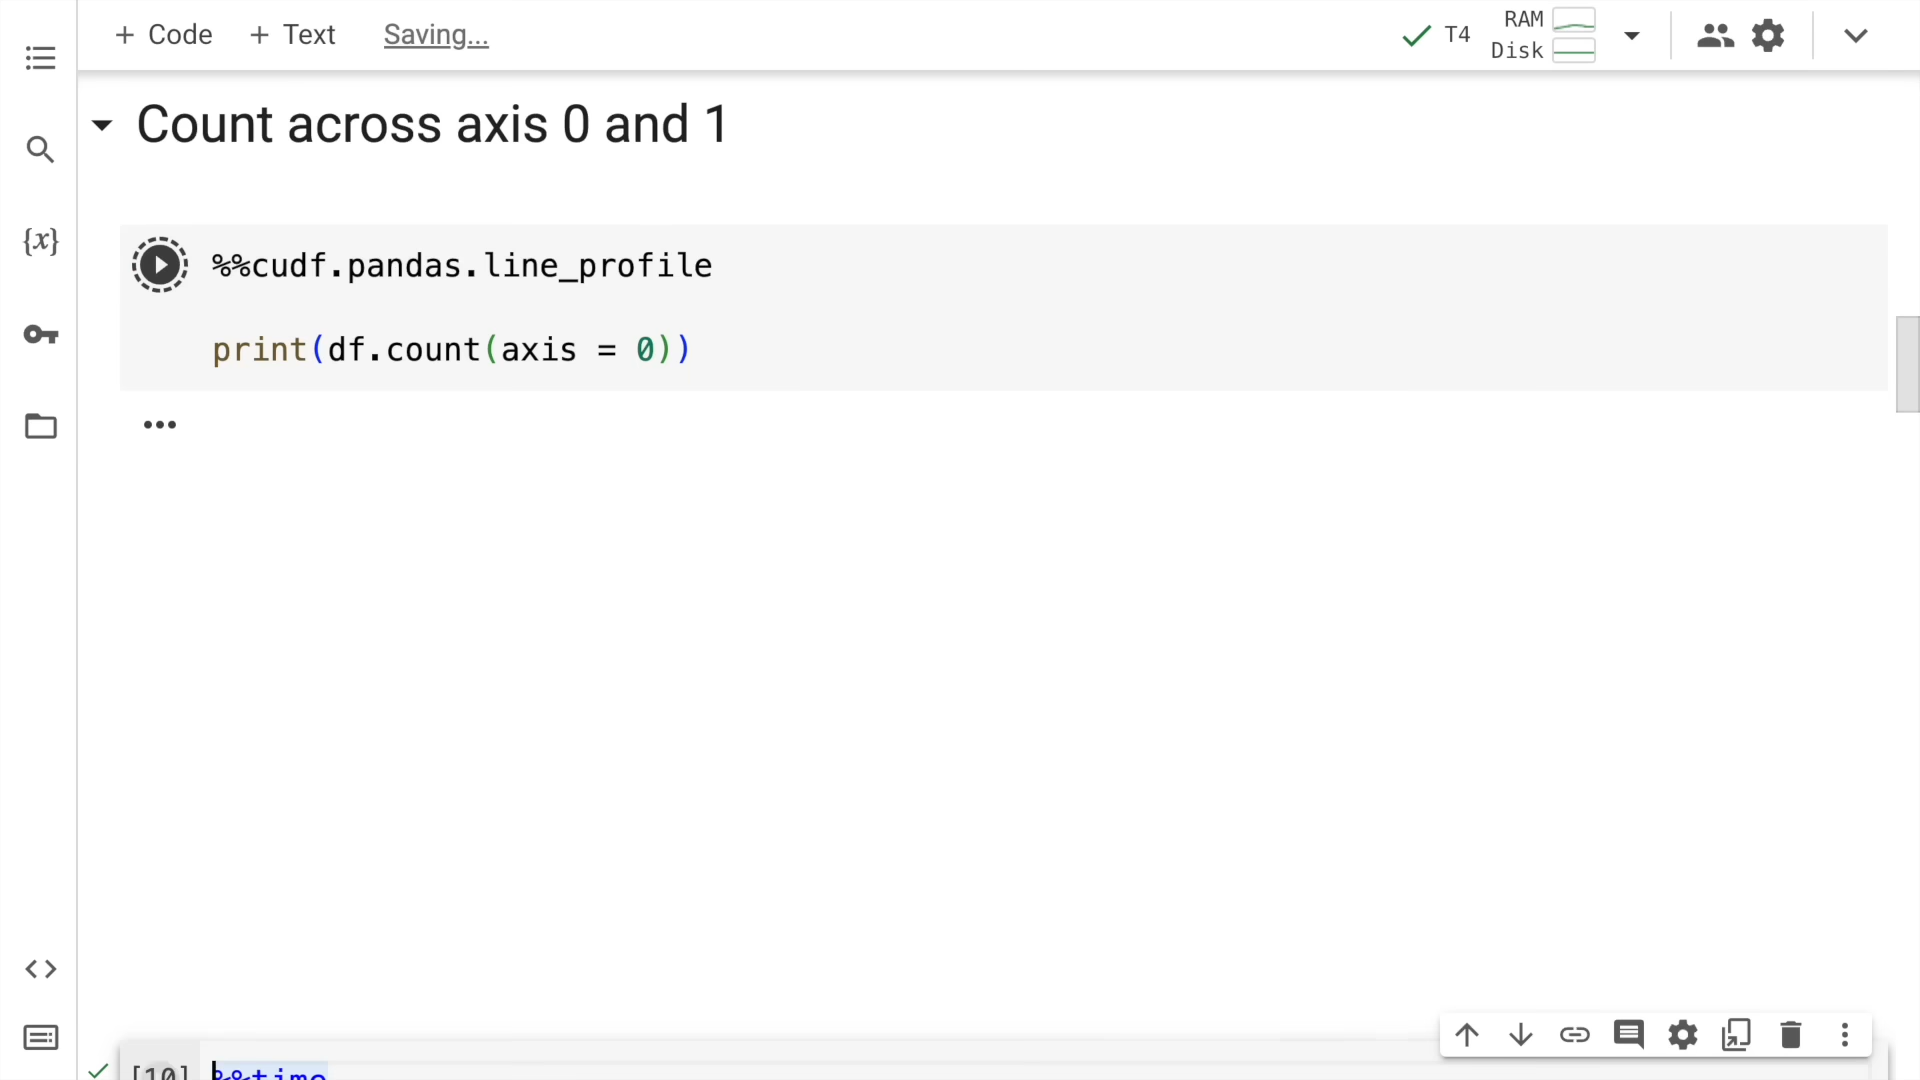 + Code + Text Saving... T4 RAM
Disk
Count across axis 0 and 1
{x}
%%cudf.pandas.line_profile
print(df.count(axis = 0))
[10] %%time